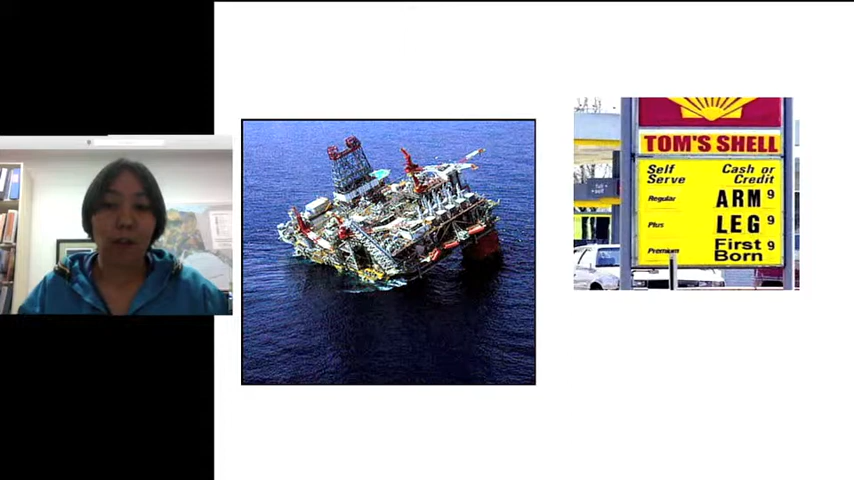 TOM'S SHELL
Self Serve
Cash or Credit
Regular ARM 9
Plus LEG 9
Premium First Born 9